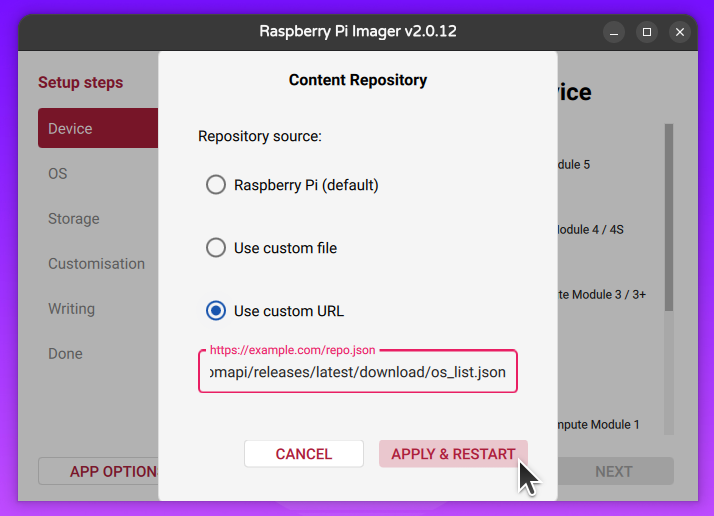 Raspberry Pi Imager v2.0.12
Setup steps
Device
OS
Storage
Customisation
Writing
Done
APP OPTION
Content Repository
Repository source:
Raspberry Pi (default)
Use custom file
Use custom URL
https://example.com/repo.json
omapi/releases/latest/download/os_list.json
CANCEL
APPLY & RESTART
vice
dule 5
odule 4 / 4S
te Module 3 / 3+
mpute Module 1
NEXT